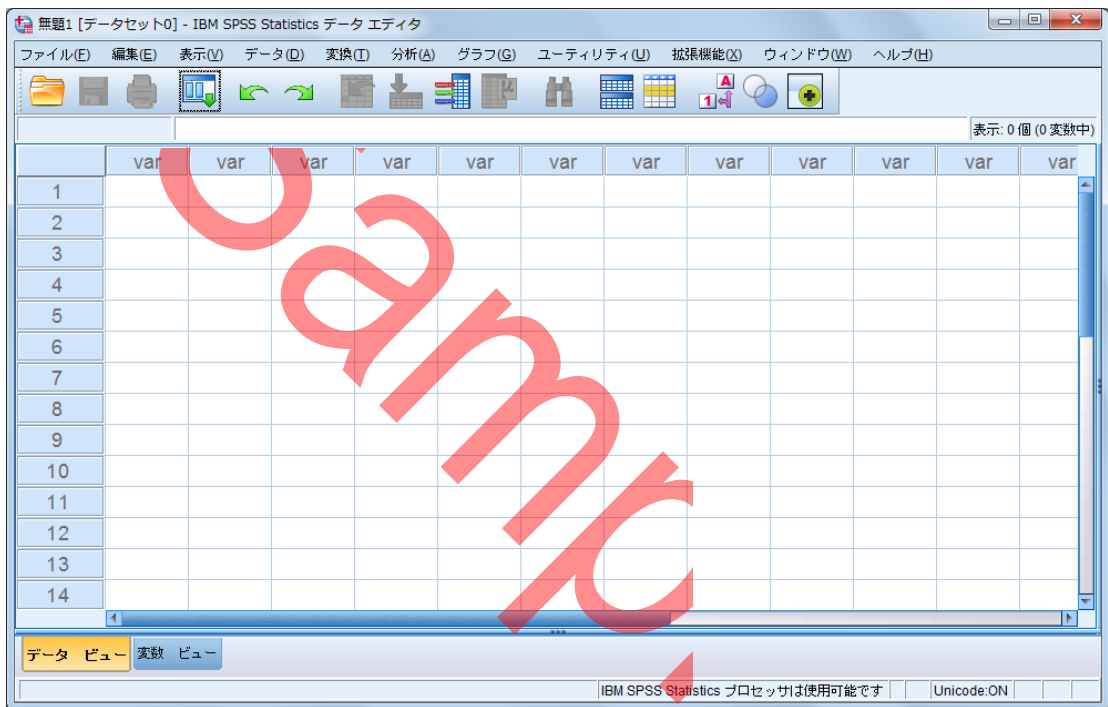 無題1 [データセット0] - IBM SPSS Statistics データ エディタ
ファイル(F) 編集(E) 表示(V) データ(D) 変換(T) 分析(A) グラフ(G) ユーティリティ(U) 拡張機能(X) ウィンドウ(W) ヘルプ(H)
表示: 0 個 (0 変数中)
var var var var var var var var var var var var
1
2
3
4
5
6
7
8
9
10
11
12
13
14
データ ビュー 変数 ビュー
IBM SPSS Statistics プロセッサは使用可能です Unicode:ON